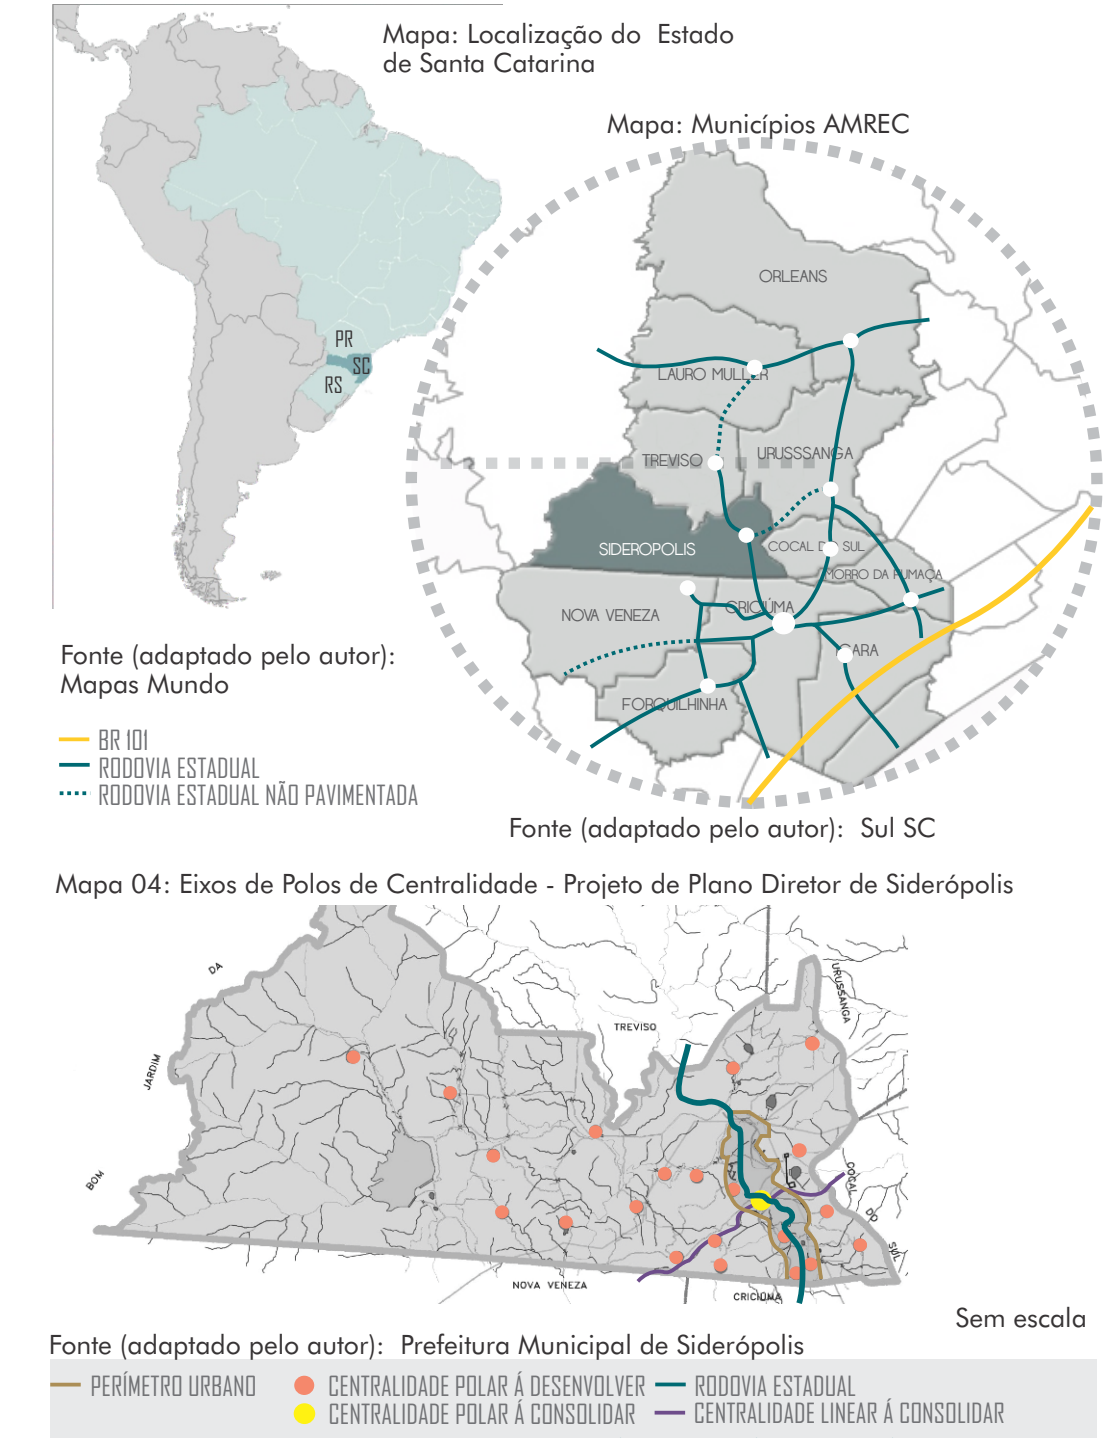 Mapa: Localização do Estado
de Santa Catarina
PR
SC
RS
Mapa: Municípios AMREC
ORLEANS
LAURO MULLER
TREVISO
URUSSSANGA
SIDEROPOLIS
COCAL DO SUL
MORRO DA FUMAÇA
NOVA VENEZA
CRICIÚMA
IÇARA
FORQUILHINHA
Fonte (adaptado pelo autor):
Mapas Mundo
BR 101
RODOVIA ESTADUAL
RODOVIA ESTADUAL NÃO PAVIMENTADA
Fonte (adaptado pelo autor): Sul SC
Mapa 04: Eixos de Polos de Centralidade - Projeto de Plano Diretor de Siderópolis
BOM
JARDIM
DA
TREVISO
URUSSANGA
COCAL
DO
SUL
NOVA VENEZA
CRICIÚMA
Sem escala
Fonte (adaptado pelo autor): Prefeitura Municipal de Siderópolis
PERÍMETRO URBANO
CENTRALIDADE POLAR Á DESENVOLVER
RODOVIA ESTADUAL
CENTRALIDADE POLAR Á CONSOLIDAR
CENTRALIDADE LINEAR Á CONSOLIDAR